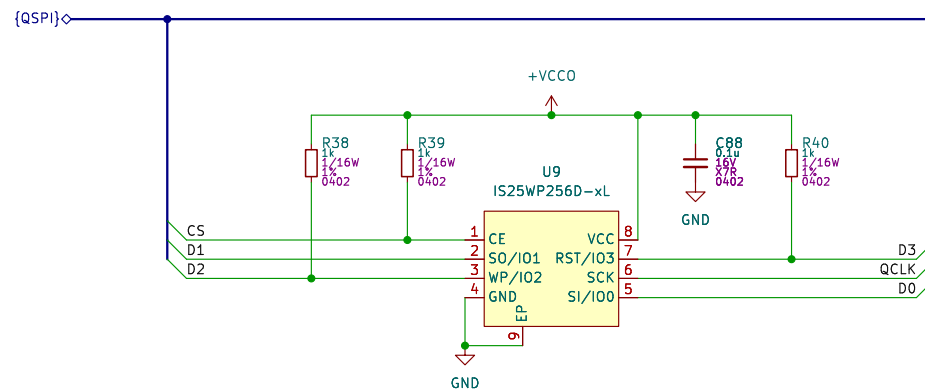 {QSPI}
+VCCO
R38
1k
1/16W
1%
0402
R39
1k
1/16W
1%
0402
C88
0.1u
16V
X7R
0402
R40
1k
1/16W
1%
0402
GND
U9
IS25WP256D-xL
CS
D1
D2
1
2
3
4
CE
SO/IO1
WP/IO2
GND
VCC
RST/IO3
SCK
SI/IO0
8
7
6
5
D3
QCLK
D0
EP
9
GND